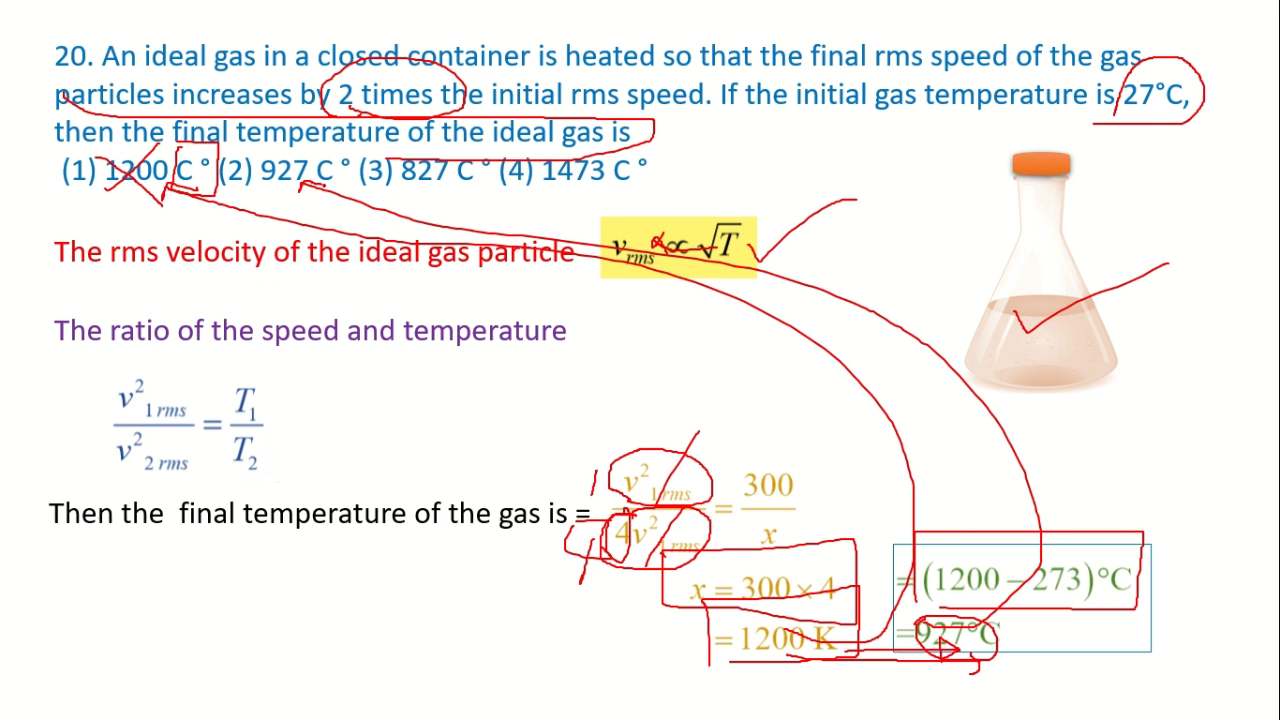 20. An ideal gas in a closed container is heated so that the final rms speed of the gas
particles increases by 2 times the initial rms speed. If the initial gas temperature is 27°C,
then the final temperature of the ideal gas is
(1) 1200 C ° (2) 927 C ° (3) 827 C ° (4) 1473 C °
The rms velocity of the ideal gas particle v_rms ∝ √T
The ratio of the speed and temperature
v²_1 rms / v²_2 rms = T₁ / T₂
Then the final temperature of the gas is = v²_1rms / 4v²_1rms = 300 / x
x = 300 × 4 = (1200 – 273)°C
= 1200 K =927°C